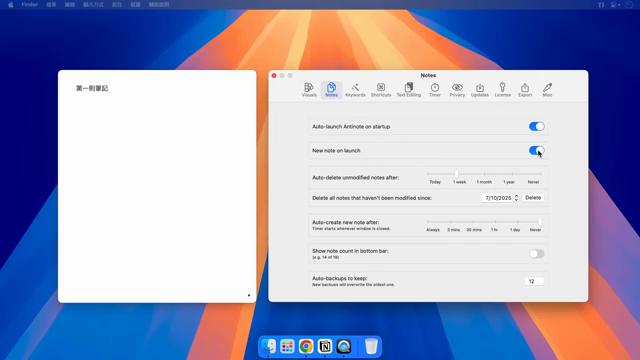 Finder 檔案 編輯 顯示方式 前往 視窗 輔助說明
第一則筆記
Notes
Visuals Notes Keywords Shortcuts Text Editing Timer Privacy Updates License Export Misc
Auto-launch Antinote on startup
New note on launch
Auto-delete unmodified notes after:
Today 1 week 1 month 1 year Never
Delete all notes that haven't been modified since: 7/10/2025 Delete
Auto-create new note after:
Timer starts whenever window is closed.
Always 3 mins 30 mins 1 hr 1 day Never
Show note count in bottom bar:
(e.g. 14 of 18)
Auto-backups to keep: 12
New backups will overwrite the oldest one.